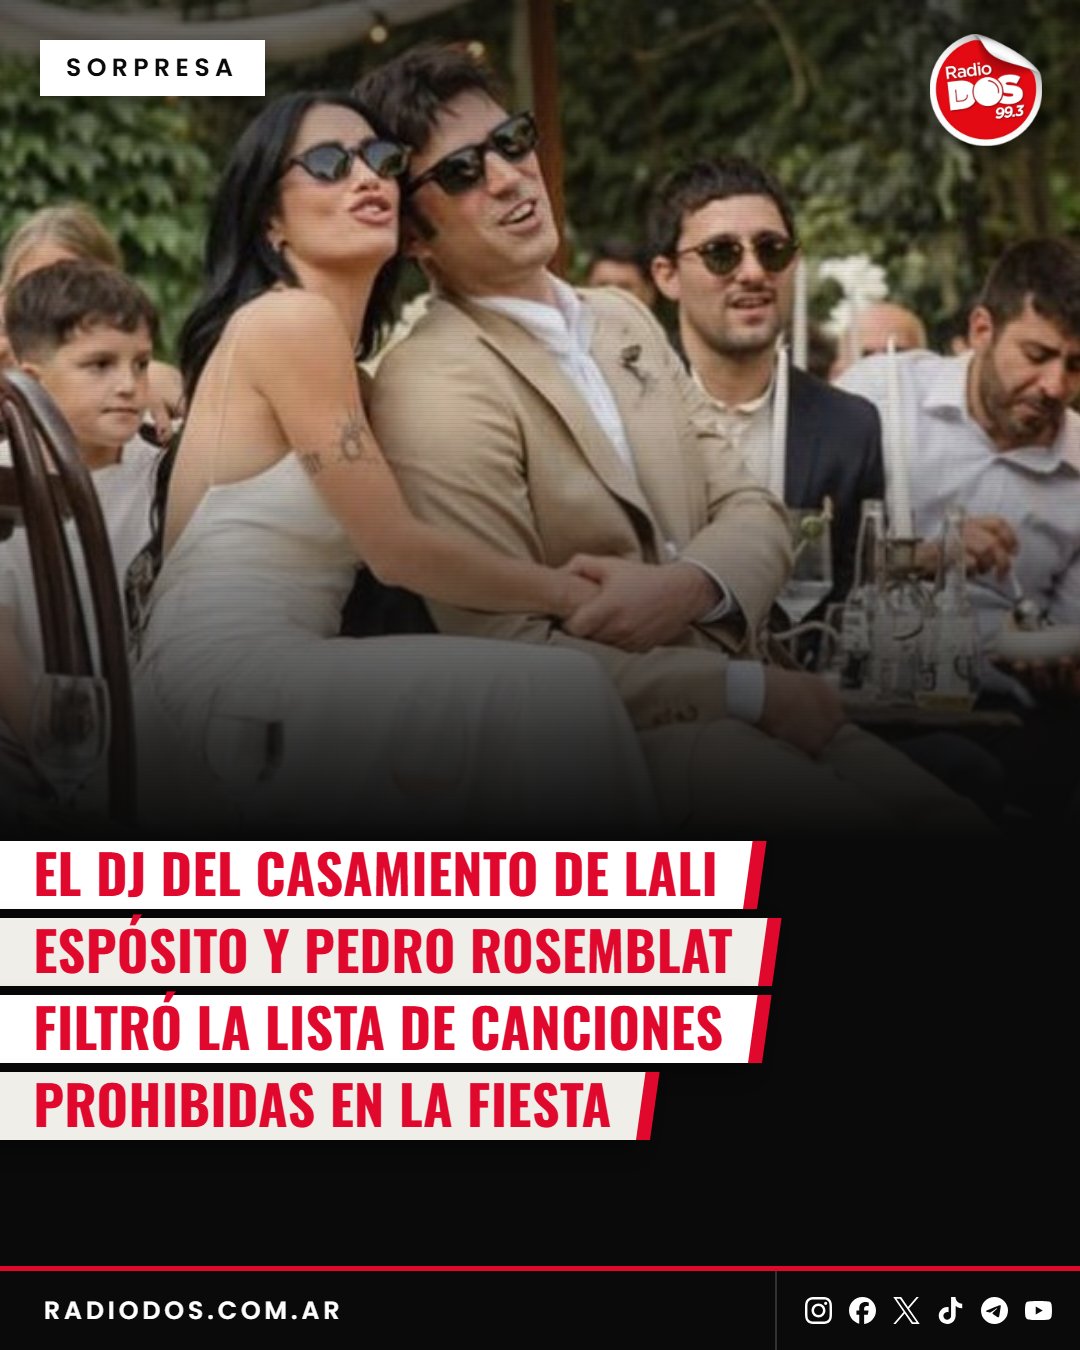 SORPRESA
Radio
DOS
99.3
EL DJ DEL CASAMIENTO DE LALI
ESPÓSITO Y PEDRO ROSEMBLAT
FILTRÓ LA LISTA DE CANCIONES
PROHIBIDAS EN LA FIESTA
RADIODOS.COM.AR